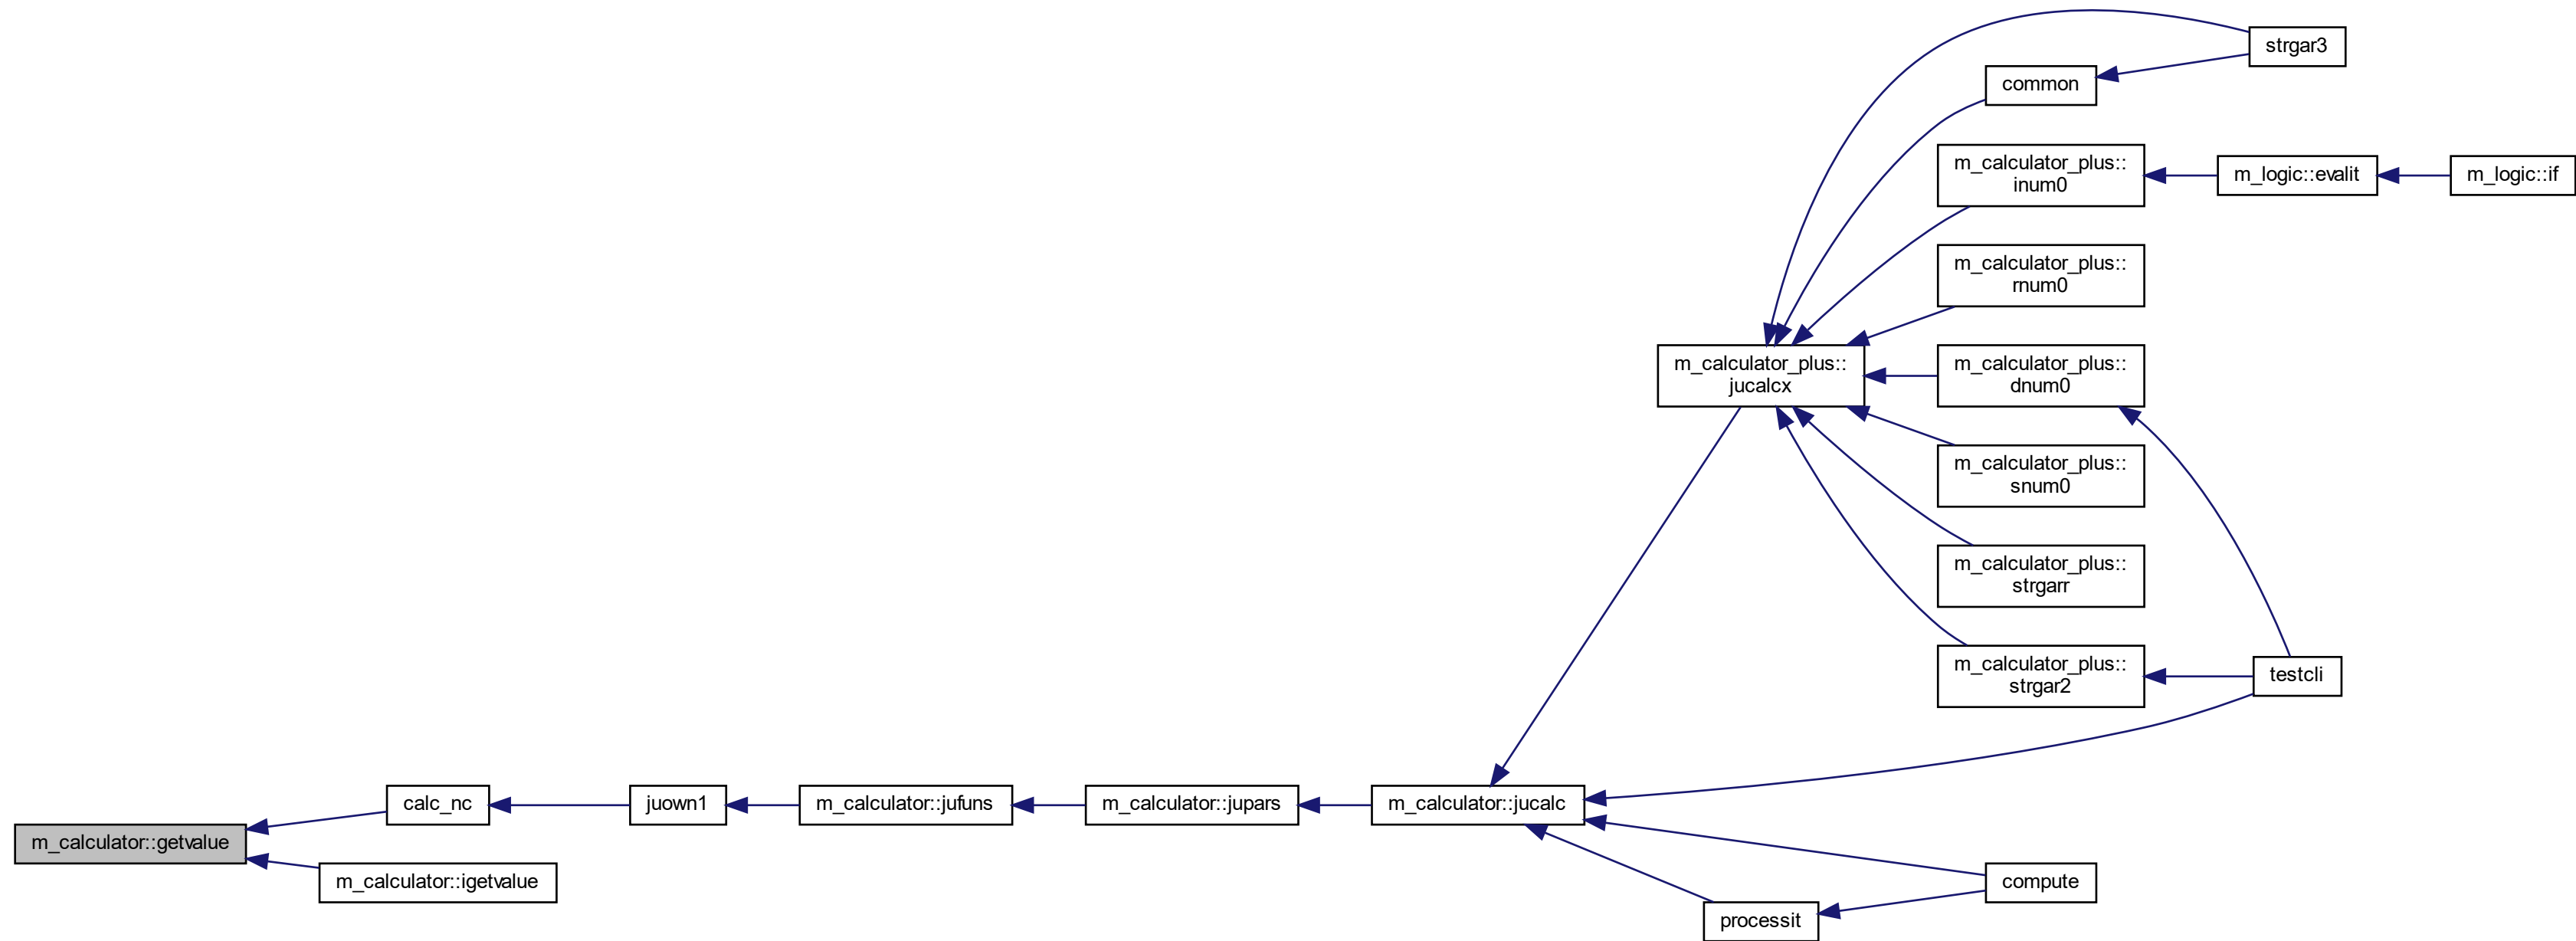 strgar3
common
m_calculator_plus::
inum0
m_logic::evalit
m_logic::if
m_calculator_plus::
rnum0
m_calculator_plus::
jucalcx
m_calculator_plus::
dnum0
m_calculator_plus::
snum0
m_calculator_plus::
strgarr
m_calculator_plus::
strgar2
testcli
calc_nc
juown1
m_calculator::jufuns
m_calculator::jupars
m_calculator::jucalc
m_calculator::getvalue
m_calculator::igetvalue
compute
processit